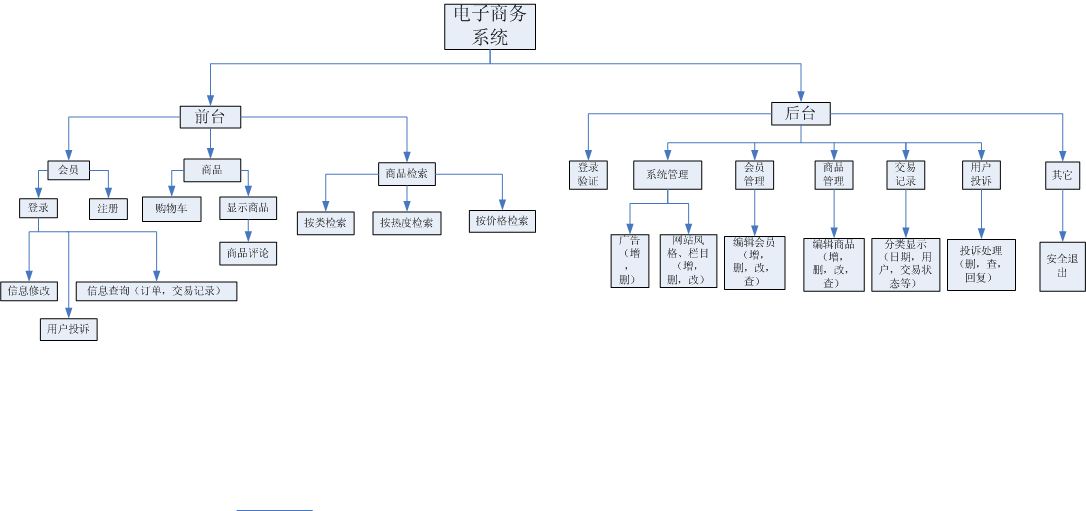 电子商务
系统
前台
后台
会员
商品
商品检索
登录
验证
系统管理
会员
管理
商品
管理
交易
记录
用户
投诉
其它
登录
注册
购物车
显示商品
按类检索
按热度检索
按价格检索
商品评论
广告
（增
，
删）
网站风
格、栏目
（增，
删，改）
编辑会员
（增，
删，改，
查）
编辑商品
（增，
删，改，
查）
分类显示
（日期，用
户，交易状
态等）
投诉处理
（删，查，
回复）
安全退
出
信息修改
信息查询（订单，交易记录）
用户投诉